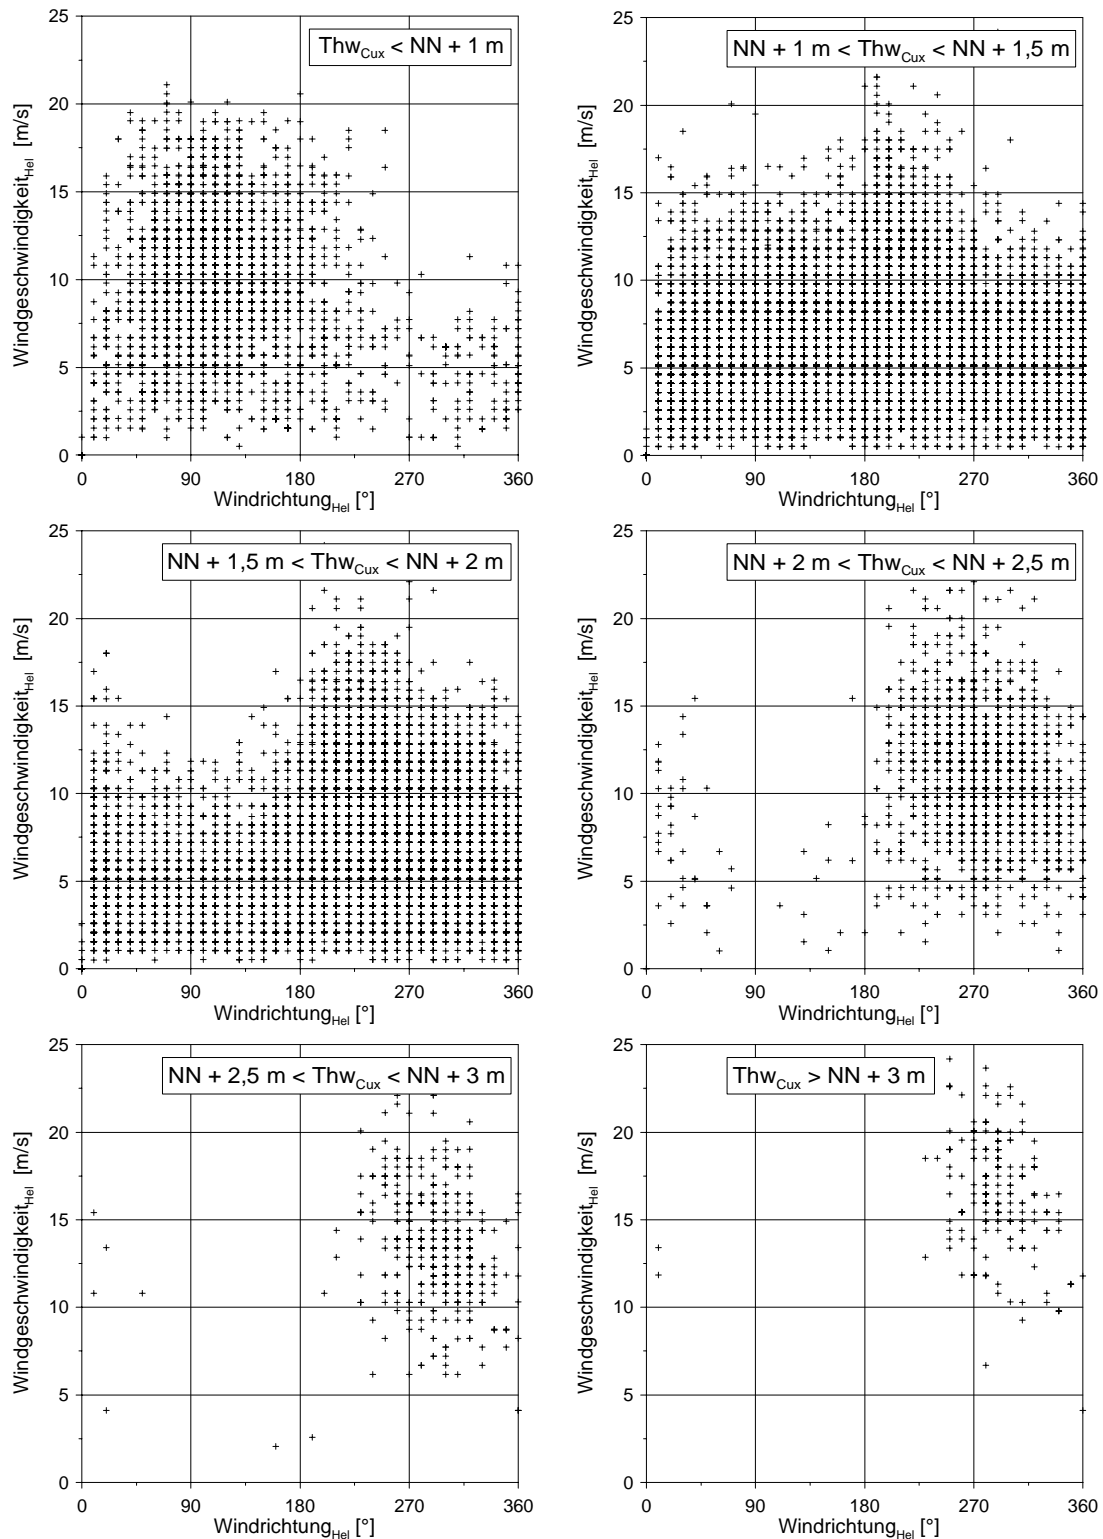 Thw_Cux < NN + 1 m
25
20
15
10
5
0
Windgeschwindigkeit_Hel [m/s]
0 90 180 270 360
Windrichtung_Hel [°]
NN + 1 m < Thw_Cux < NN + 1,5 m
25
20
15
10
5
0
Windgeschwindigkeit_Hel [m/s]
0 90 180 270 360
Windrichtung_Hel [°]
NN + 1,5 m < Thw_Cux < NN + 2 m
25
20
15
10
5
0
Windgeschwindigkeit_Hel [m/s]
0 90 180 270 360
Windrichtung_Hel [°]
NN + 2 m < Thw_Cux < NN + 2,5 m
25
20
15
10
5
0
Windgeschwindigkeit_Hel [m/s]
0 90 180 270 360
Windrichtung_Hel [°]
NN + 2,5 m < Thw_Cux < NN + 3 m
25
20
15
10
5
0
Windgeschwindigkeit_Hel [m/s]
0 90 180 270 360
Windrichtung_Hel [°]
Thw_Cux > NN + 3 m
25
20
15
10
5
0
Windgeschwindigkeit_Hel [m/s]
0 90 180 270 360
Windrichtung_Hel [°]